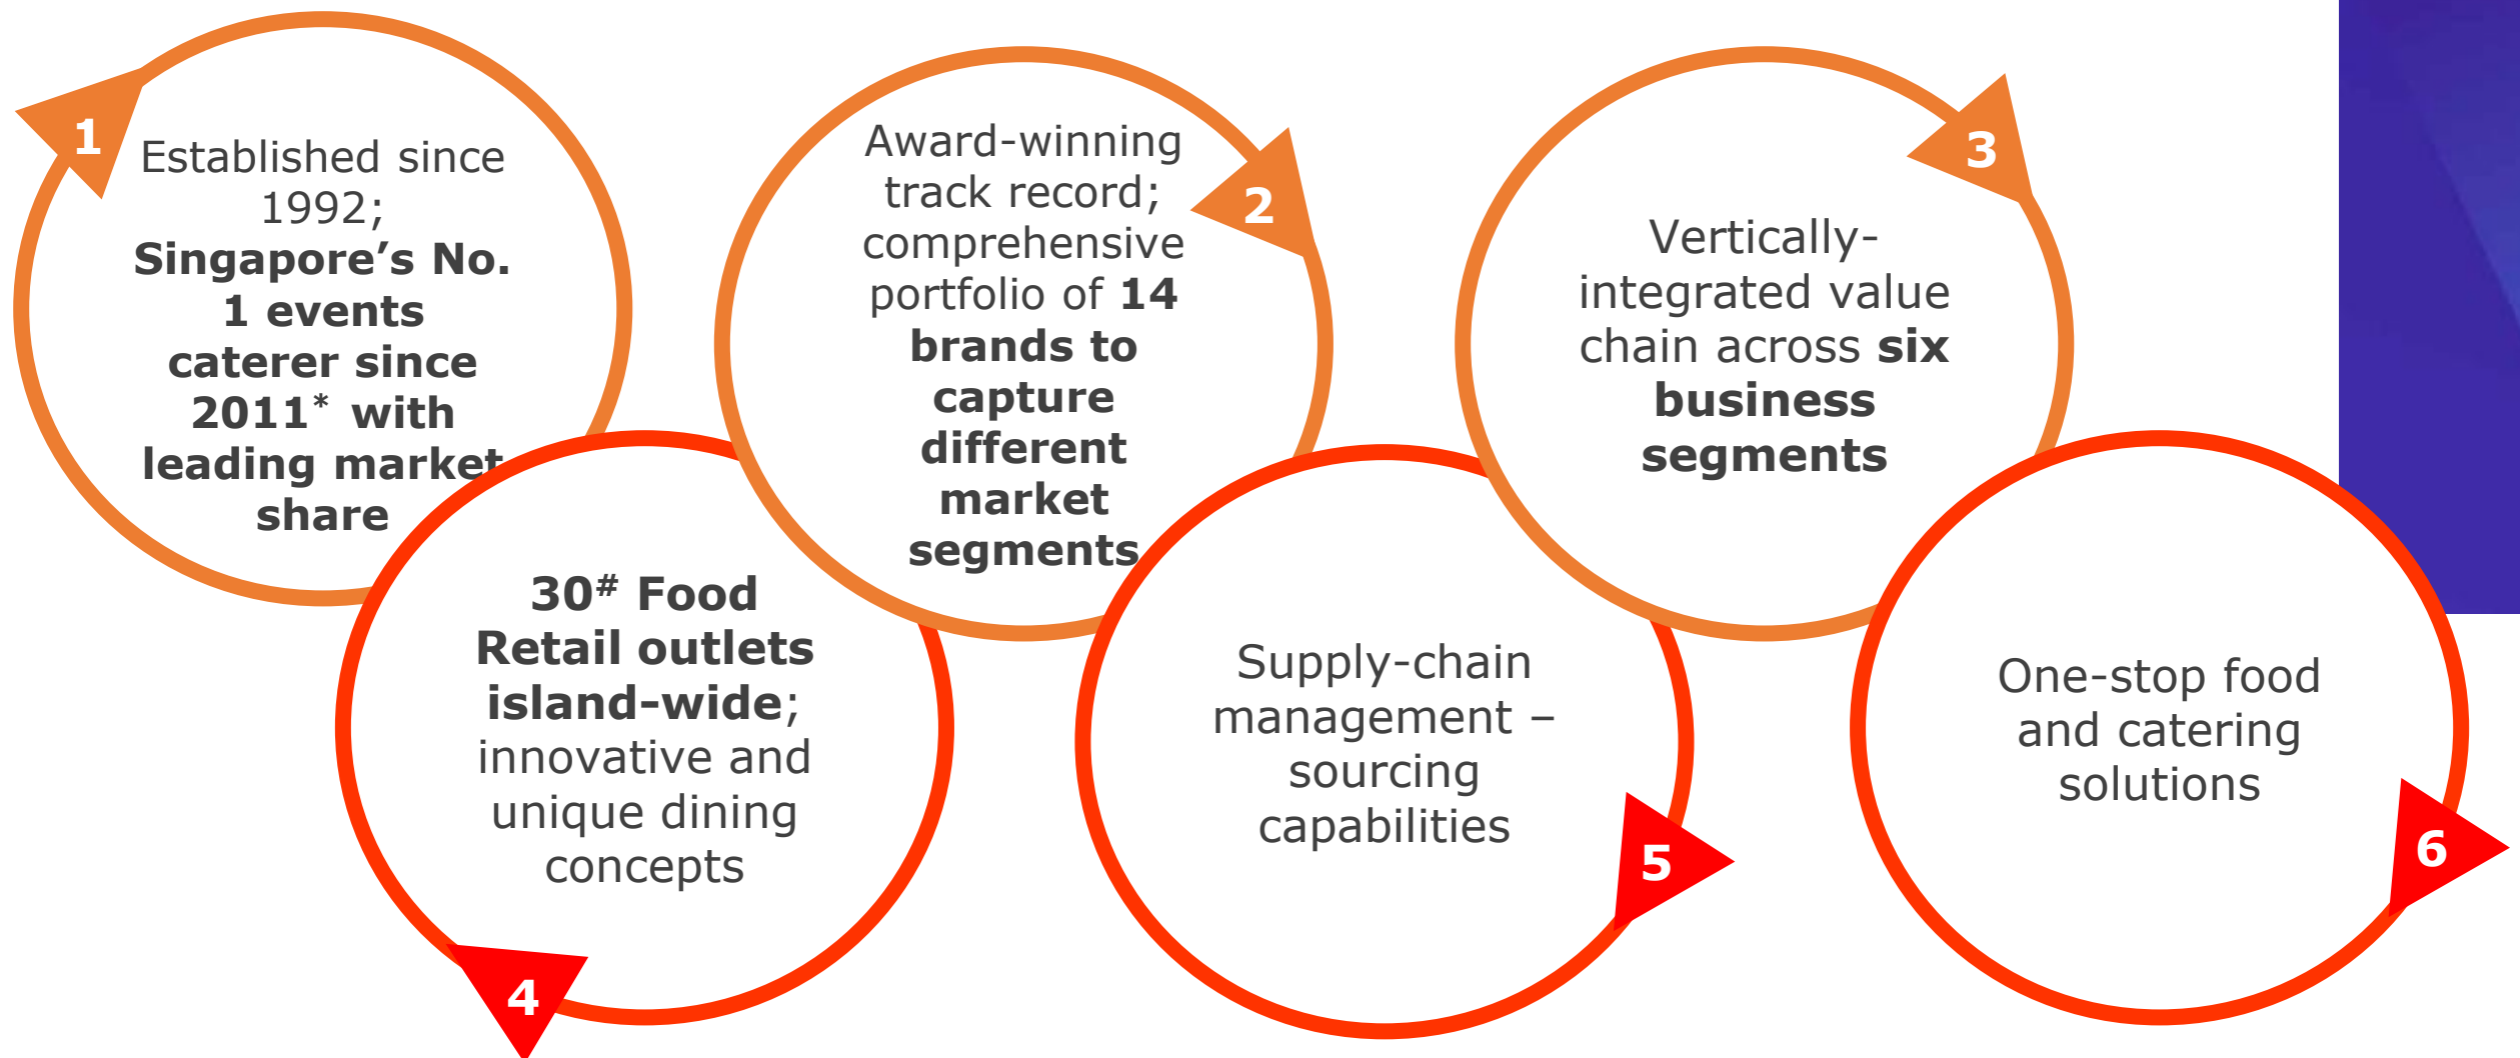 1
Established since
1992;
Singapore’s No.
1 events
caterer since
2011* with
leading market
share
2
Award-winning
track record;
comprehensive
portfolio of 14
brands to
capture
different
market
segments
3
Vertically-
integrated value
chain across six
business
segments
4
30# Food
Retail outlets
island-wide;
innovative and
unique dining
concepts
5
Supply-chain
management –
sourcing
capabilities
6
One-stop food
and catering
solutions